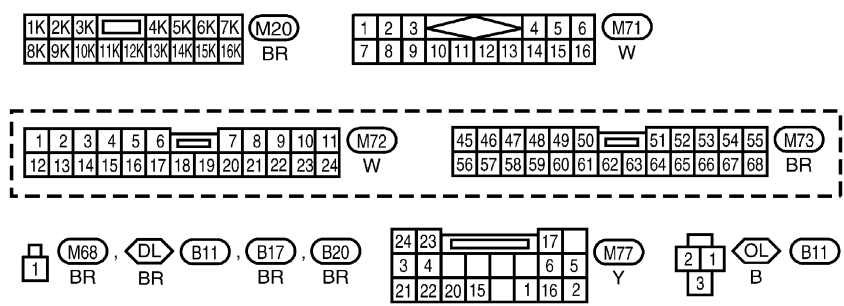 1K 2K 3K 4K 5K 6K 7K M20
8K 9K 10K 11K 12K 13K 14K 15K 16K BR
1 2 3 4 5 6 M71
7 8 9 10 11 12 13 14 15 16 W
1 2 3 4 5 6 7 8 9 10 11 M72
12 13 14 15 16 17 18 19 20 21 22 23 24 W
45 46 47 48 49 50 51 52 53 54 55 M73
56 57 58 59 60 61 62 63 64 65 66 67 68 BR
1 M68 , DL B11 , B17 , B20
BR BR BR BR
24 23 17 M77
3 4 6 5 Y
21 22 20 15 1 16 2
2 1 OL B11
3 B